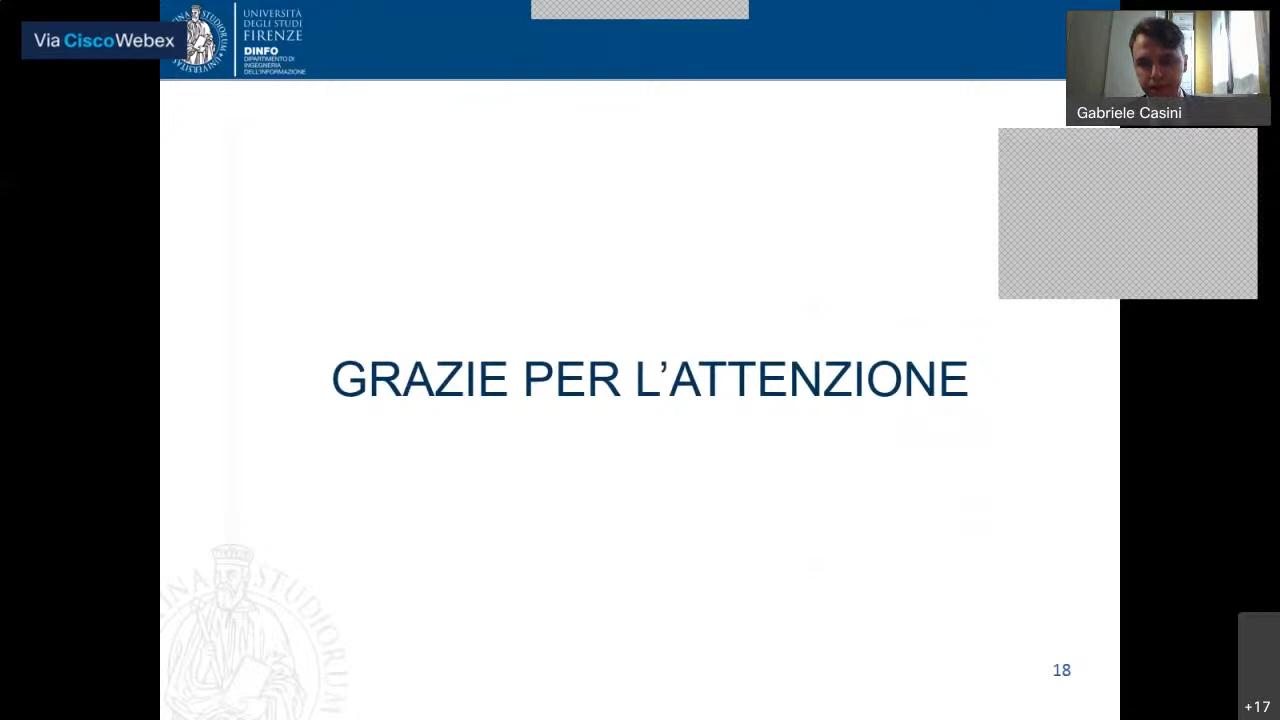 Via CiscoWebex
UNIVERSITÀ
DEGLI STUDI
FIRENZE
DINFO
DIPARTIMENTO DI
INGEGNERIA
DELL'INFORMAZIONE
Gabriele Casini
GRAZIE PER L'ATTENZIONE
18
+17